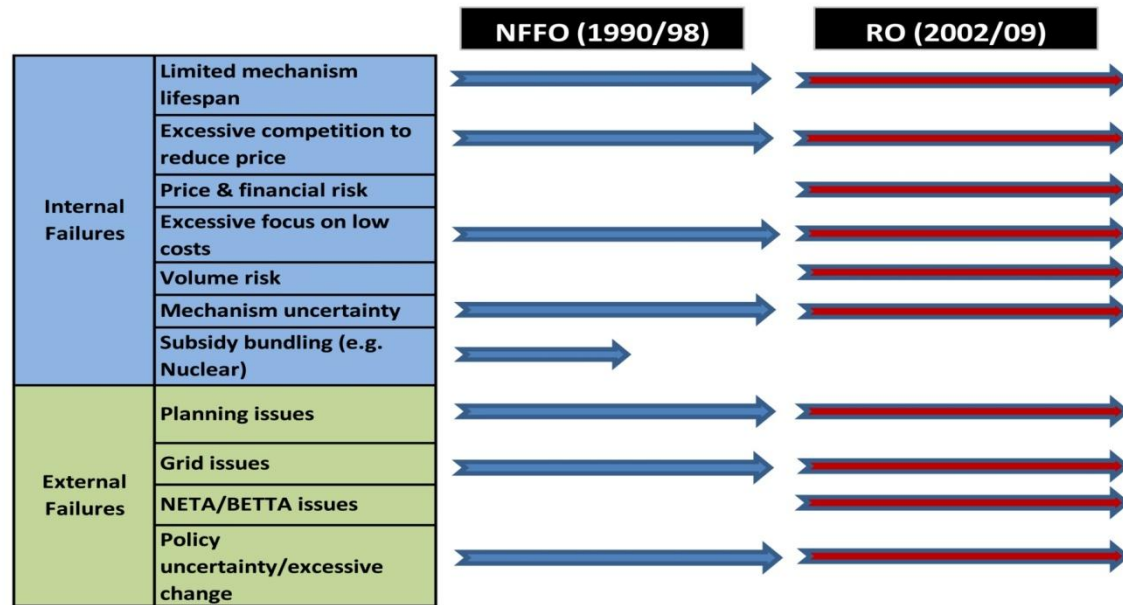 NFFO (1990/98)
RO (2002/09)
Internal
Failures
Limited mechanism
lifespan
Excessive competition to
reduce price
Price & financial risk
Excessive focus on low
costs
Volume risk
Mechanism uncertainty
Subsidy bundling (e.g.
Nuclear)
External
Failures
Planning issues
Grid issues
NETA/BETTA issues
Policy
uncertainty/excessive
change